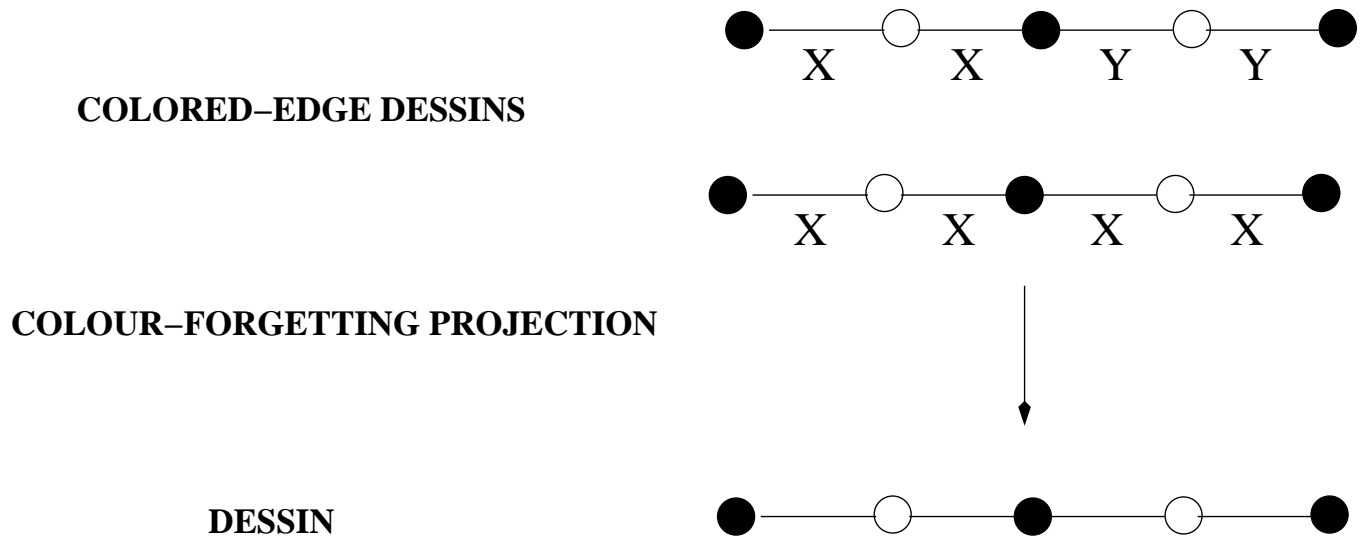 X X Y Y
COLORED–EDGE DESSINS
X X X X
COLOUR–FORGETTING PROJECTION
DESSIN